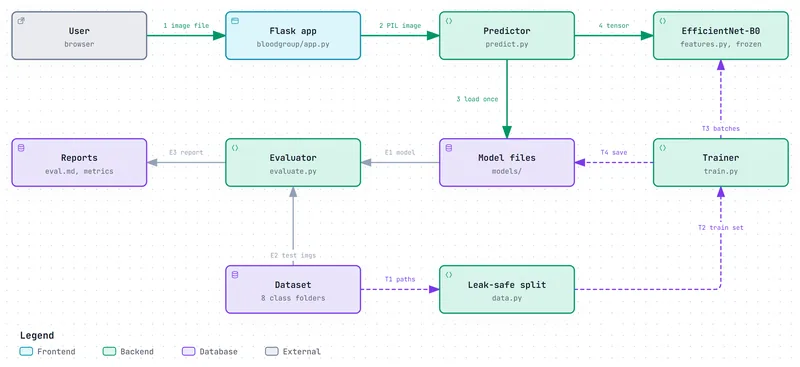 1 image file
2 PIL image
4 tensor
User
browser
Flask app
bloodgroup/app.py
Predictor
predict.py
EfficientNet-B0
features.py, frozen
3 load once
T3 batches
E3 report
E1 model
T4 save
Reports
eval.md, metrics
Evaluator
evaluate.py
Model files
models/
Trainer
train.py
T2 train set
E2 test imgs
T1 paths
Dataset
8 class folders
Leak-safe split
data.py
Legend
Frontend
Backend
Database
External